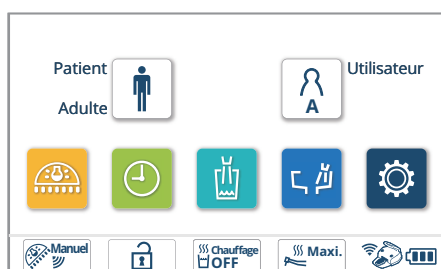 Patient
Adulte
Utilisateur
A
Manuel
Chauffage
OFF
Maxi.